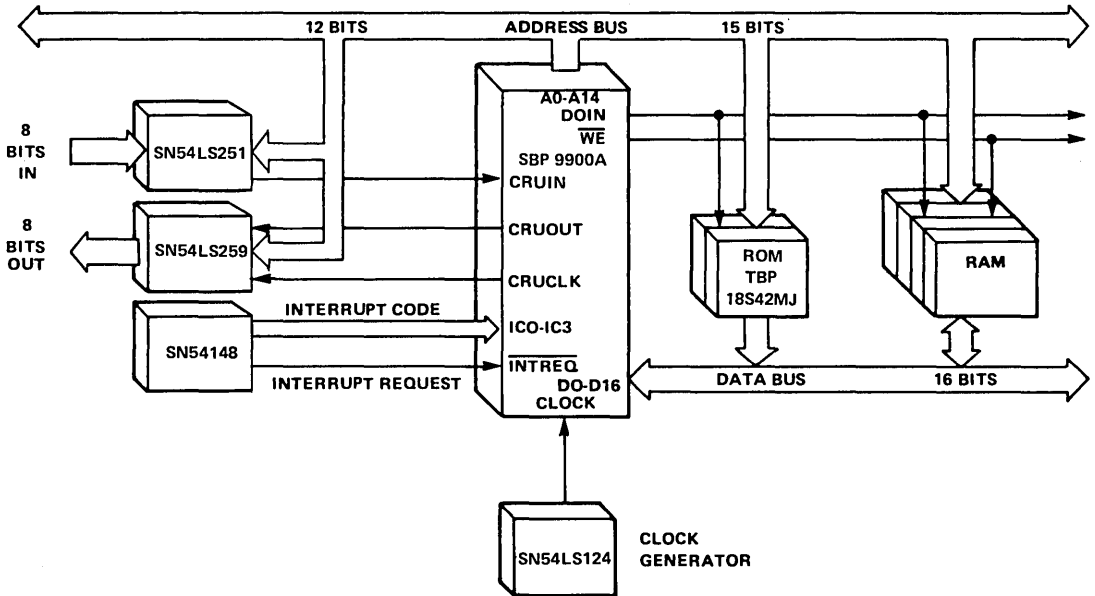 12 BITS
ADDRESS BUS
15 BITS
A0-A14
DOIN
WE
SBP 9900A
CRUIN
CRUOUT
CRUCLK
ICO-IC3
INTREQ
DO-D16
CLOCK
8
BITS
IN
SN54LS251
8
BITS
OUT
SN54LS259
SN54148
INTERRUPT CODE
INTERRUPT REQUEST
ROM
TBP
18S42MJ
RAM
DATA BUS
16 BITS
SN54LS124
CLOCK
GENERATOR